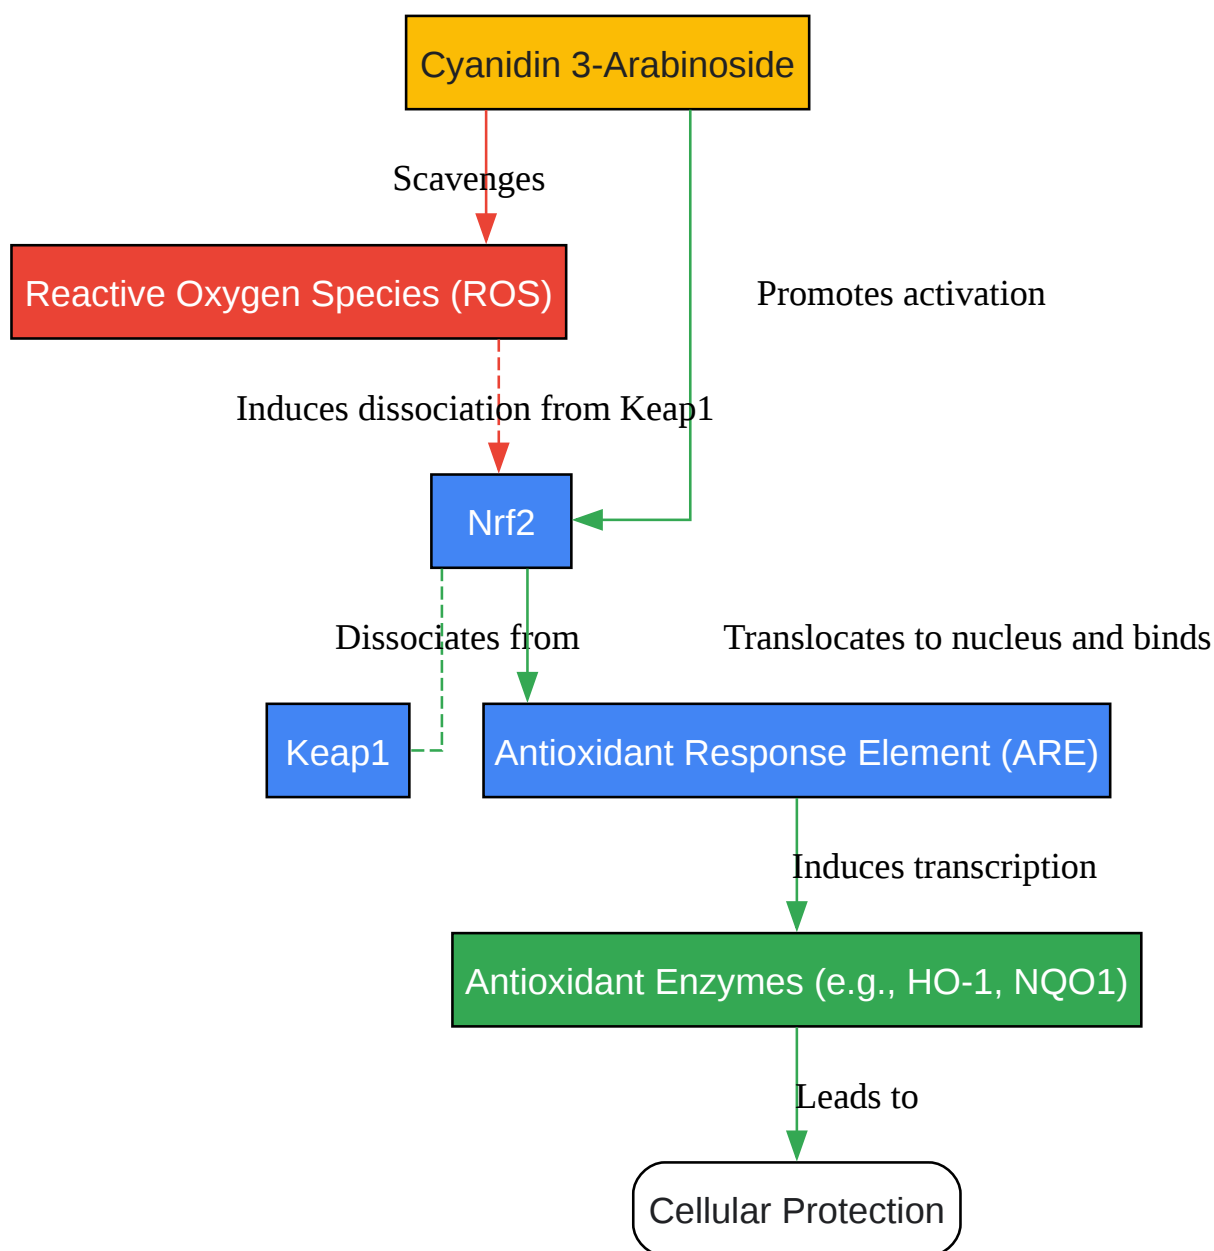 Cyanidin 3-Arabinoside
Scavenges
Reactive Oxygen Species (ROS)
Promotes activation
Induces dissociation from Keap1
Nrf2
Dissociates from
Translocates to nucleus and binds
Keap1
Antioxidant Response Element (ARE)
Induces transcription
Antioxidant Enzymes (e.g., HO-1, NQO1)
Leads to
Cellular Protection